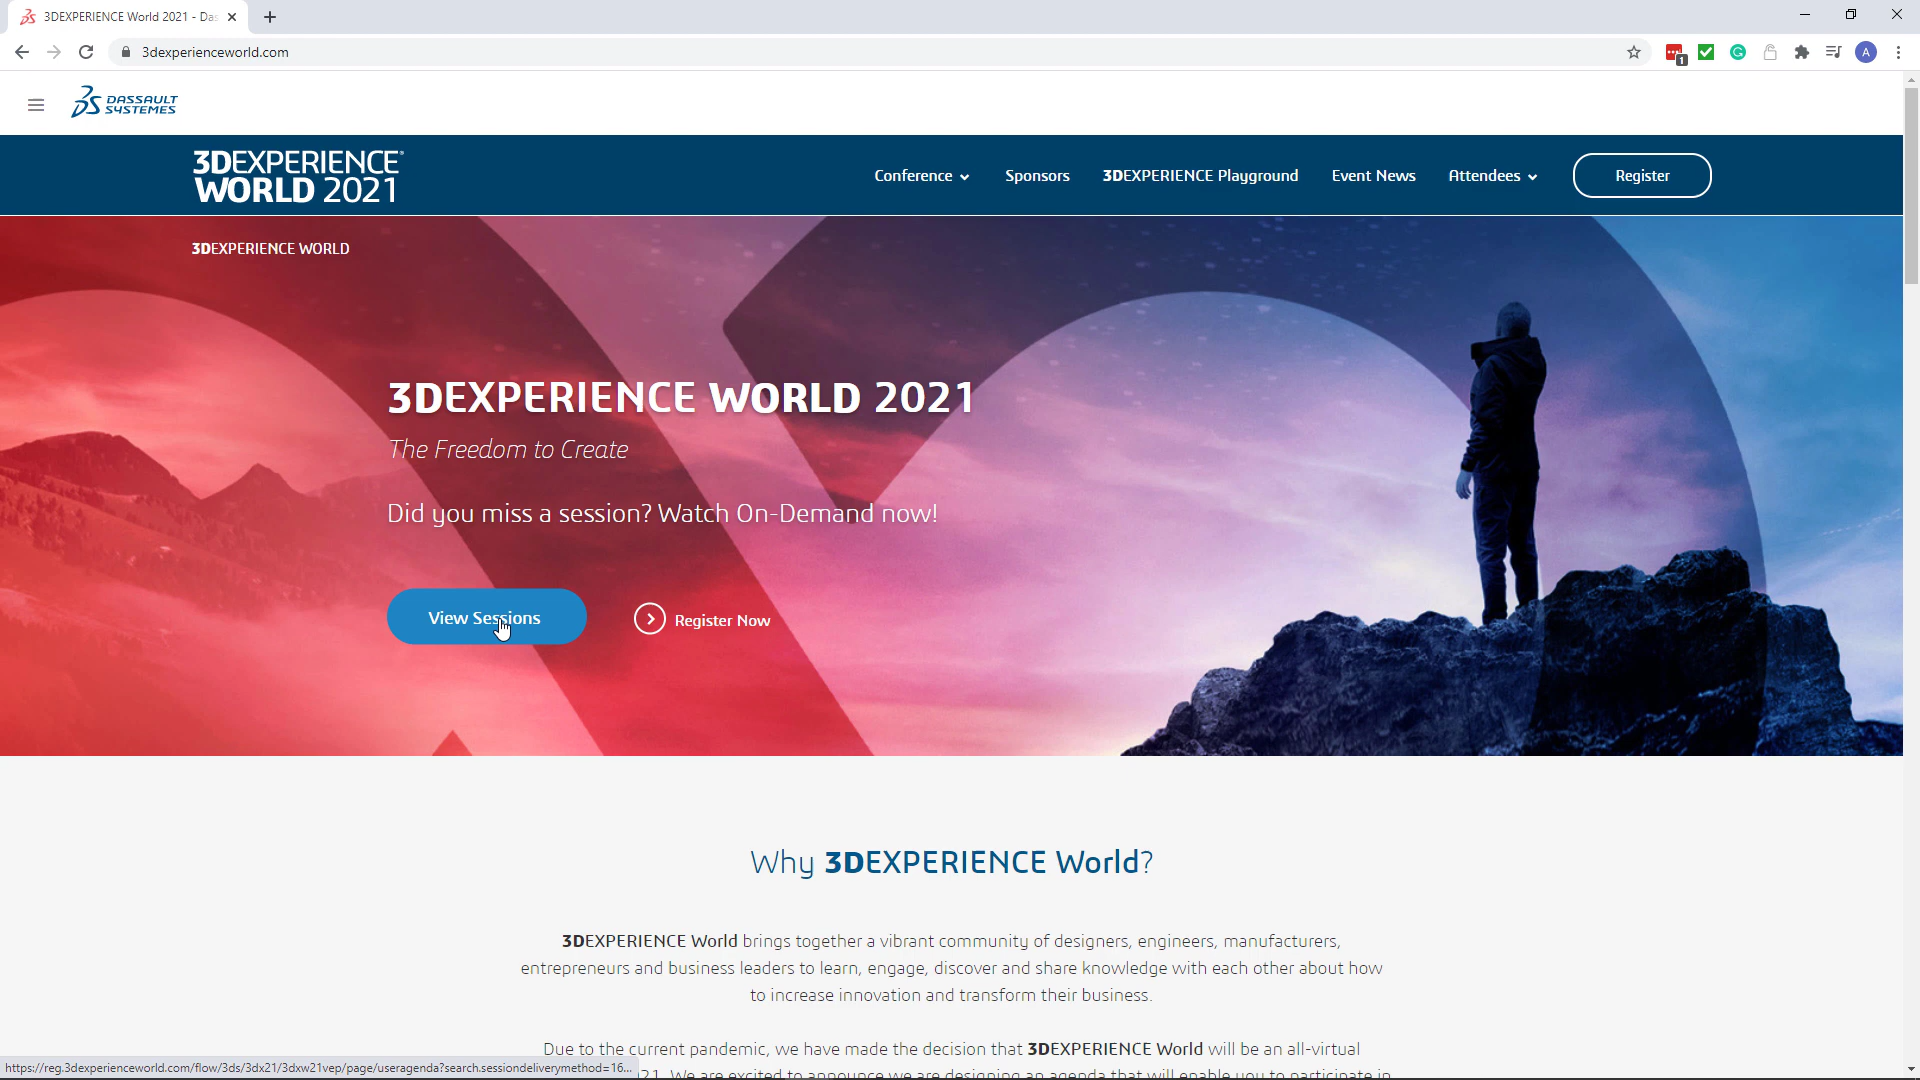 3DEXPERIENCE World 2021 - Das
3dexperienceworld.com
1
A
DASSAULT
SYSTEMES
3DEXPERIENCE®
WORLD 2021
Conference
Sponsors
3DEXPERIENCE Playground
Event News
Attendees
Register
3DEXPERIENCE WORLD
3DEXPERIENCE WORLD 2021
The Freedom to Create
Did you miss a session? Watch On-Demand now!
View Sessions
Register Now
Why 3DEXPERIENCE World?
3DEXPERIENCE World brings together a vibrant community of designers, engineers, manufacturers,
entrepreneurs and business leaders to learn, engage, discover and share knowledge with each other about how
to increase innovation and transform their business.
Due to the current pandemic, we have made the decision that 3DEXPERIENCE World will be an all-virtual
21. We are excited to announce we are designing an agenda that will enable you to participate in
https://reg.3dexperienceworld.com/flow/3ds/3dx21/3dxw21vep/page/useragenda?search.sessiondeliverymethod=16...